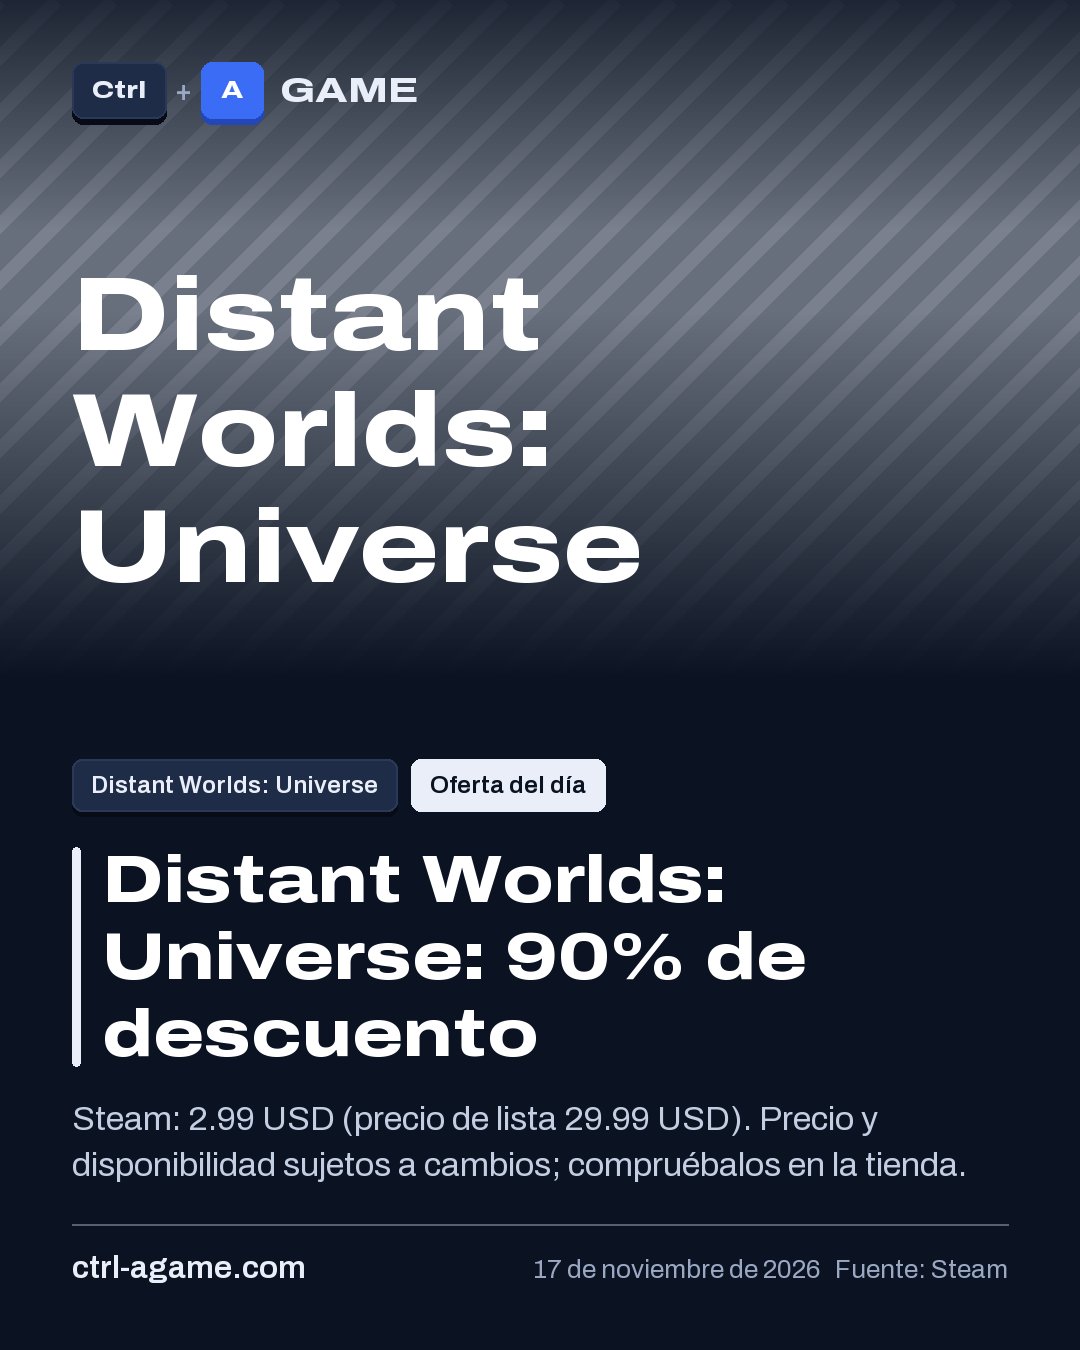 Ctrl + A GAME
Distant
Worlds:
Universe
Distant Worlds: Universe Oferta del día
Distant Worlds:
Universe: 90% de
descuento
Steam: 2.99 USD (precio de lista 29.99 USD). Precio y
disponibilidad sujetos a cambios; compruébalos en la tienda.
ctrl-agame.com 17 de noviembre de 2026 Fuente: Steam